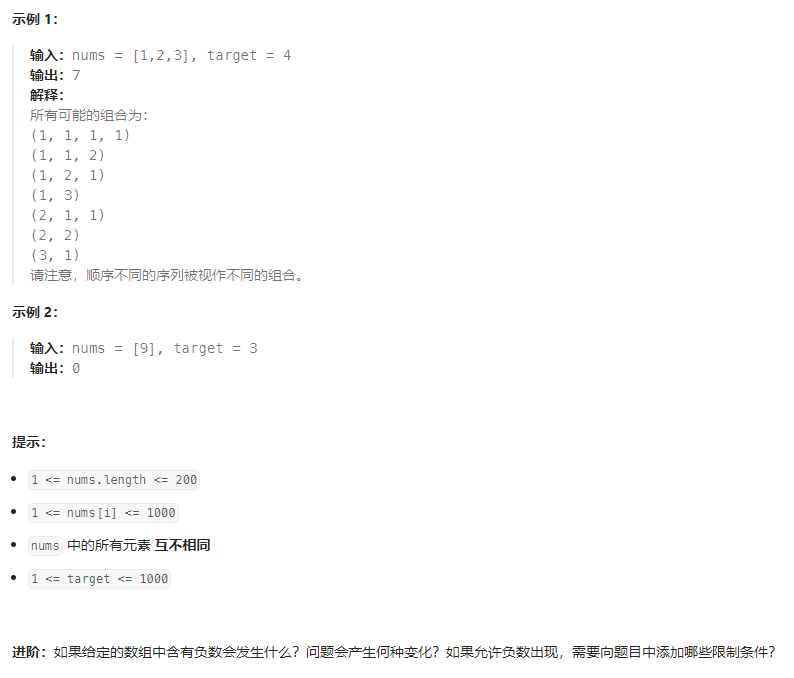 示例 1:
输入: nums = [1,2,3], target = 4
输出: 7
解释:
所有可能的组合为:
(1, 1, 1, 1)
(1, 1, 2)
(1, 2, 1)
(1, 3)
(2, 1, 1)
(2, 2)
(3, 1)
请注意，顺序不同的序列被视作不同的组合。
示例 2:
输入: nums = [9], target = 3
输出: 0
提示:
1 <= nums.length <= 200
1 <= nums[i] <= 1000
nums 中的所有元素 互不相同
1 <= target <= 1000
进阶: 如果给定的数组中含有负数会发生什么？问题会产生何种变化？如果允许负数出现，需要向题目中添加哪些限制条件？